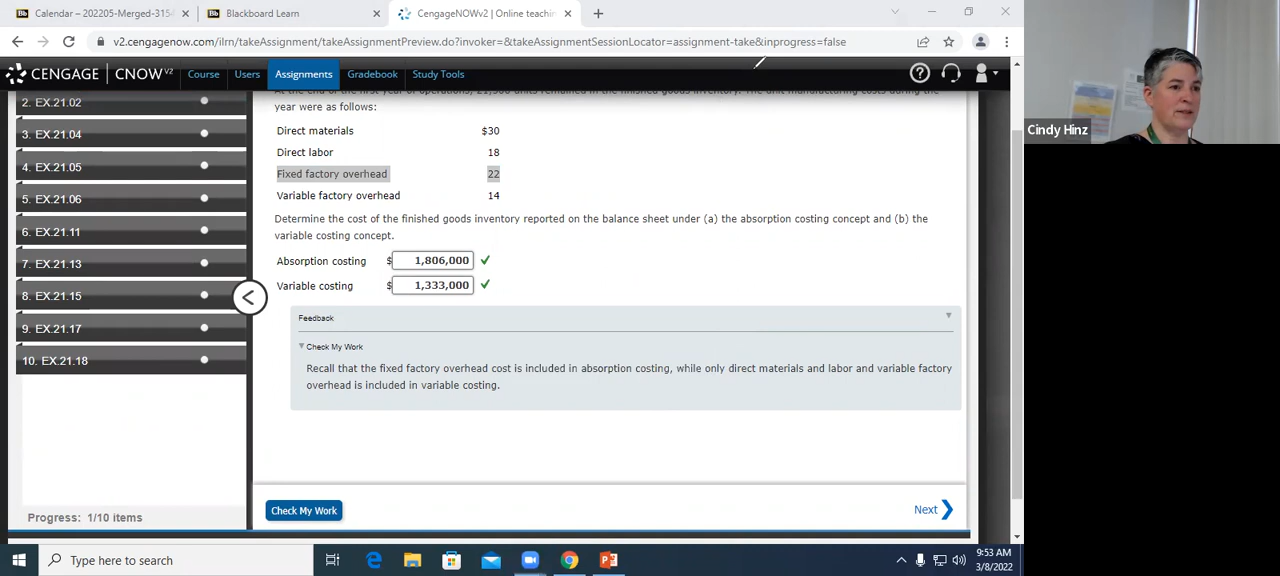 Calendar – 202205-Merged-3154
Blackboard Learn
CengageNOWv2 | Online teachin
v2.cengagenow.com/ilrn/takeAssignment/takeAssignmentPreview.do?invoker=&takeAssignmentSessionLocator=assignment-take&inprogress=false
CENGAGE CNOWv2 Course Users Assignments Gradebook Study Tools
2. EX.21.02
3. EX.21.04
4. EX.21.05
5. EX.21.06
6. EX.21.11
7. EX.21.13
8. EX.21.15
9. EX.21.17
10. EX.21.18
Progress: 1/10 items
year were as follows:
Direct materials $30
Direct labor 18
Fixed factory overhead 22
Variable factory overhead 14
Determine the cost of the finished goods inventory reported on the balance sheet under (a) the absorption costing concept and (b) the
variable costing concept.
Absorption costing $ 1,806,000
Variable costing $ 1,333,000
Feedback
Check My Work
Recall that the fixed factory overhead cost is included in absorption costing, while only direct materials and labor and variable factory
overhead is included in variable costing.
Check My Work
Next
Cindy Hinz
Type here to search
9:53 AM
3/8/2022